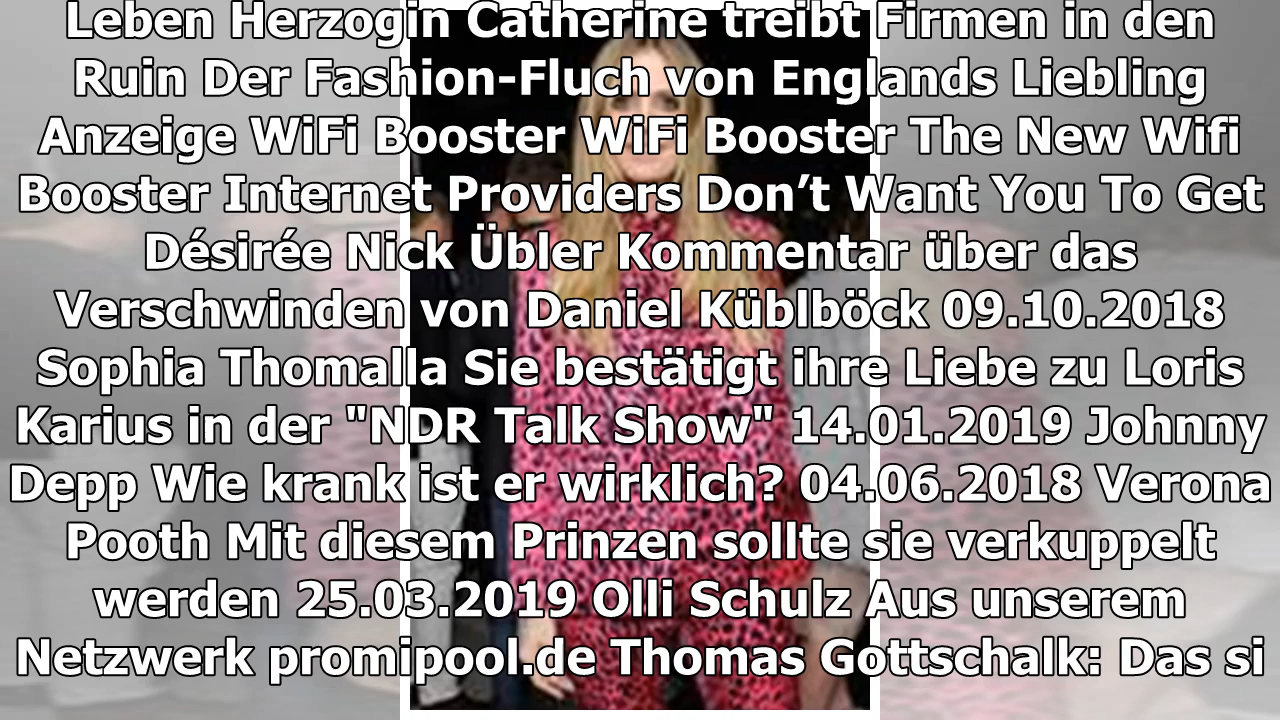 Leben Herzogin Catherine treibt Firmen in den
Ruin Der Fashion-Fluch von Englands Liebling
Anzeige WiFi Booster WiFi Booster The New Wifi
Booster Internet Providers Don’t Want You To Get
Désirée Nick Übler Kommentar über das
Verschwinden von Daniel Küblböck 09.10.2018
Sophia Thomalla Sie bestätigt ihre Liebe zu Loris
Karius in der "NDR Talk Show" 14.01.2019 Johnny
Depp Wie krank ist er wirklich? 04.06.2018 Verona
Pooth Mit diesem Prinzen sollte sie verkuppelt
werden 25.03.2019 Olli Schulz Aus unserem
Netzwerk promipool.de Thomas Gottschalk: Das si